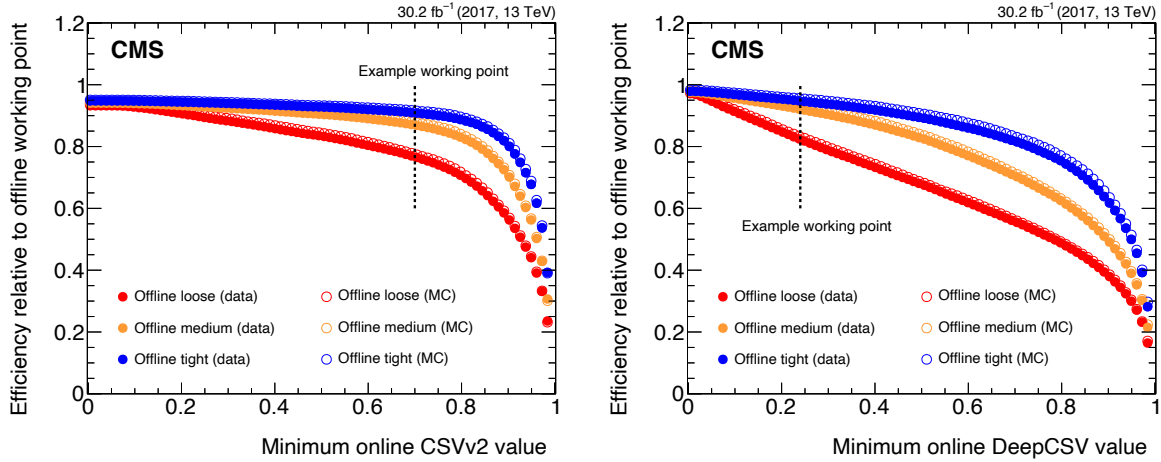 30.2 fb⁻¹ (2017, 13 TeV)
CMS
Example working point
Efficiency relative to offline working point
1.2
1
0.8
0.6
0.4
0.2
0
Offline loose (data)
Offline loose (MC)
Offline medium (data)
Offline medium (MC)
Offline tight (data)
Offline tight (MC)
0 0.2 0.4 0.6 0.8 1
Minimum online CSVv2 value
30.2 fb⁻¹ (2017, 13 TeV)
CMS
Efficiency relative to offline working point
1.2
1
0.8
0.6
0.4
0.2
0
Example working point
Offline loose (data)
Offline loose (MC)
Offline medium (data)
Offline medium (MC)
Offline tight (data)
Offline tight (MC)
0 0.2 0.4 0.6 0.8 1
Minimum online DeepCSV value